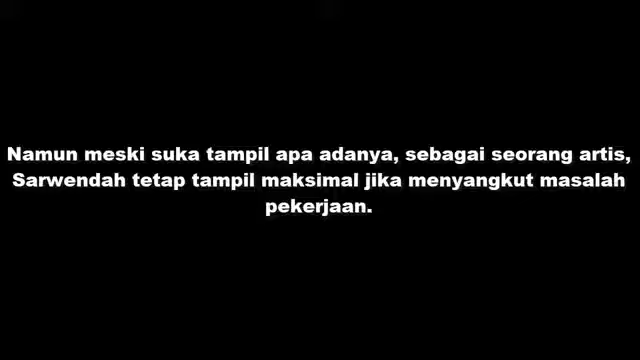 Namun meski suka tampil apa adanya, sebagai seorang artis,
Sarwendah tetap tampil maksimal jika menyangkut masalah
pekerjaan.